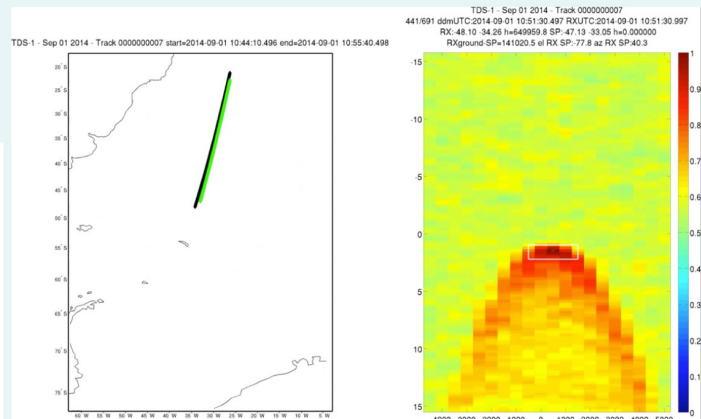 TDS-1 - Sep 01 2014 - Track 0000000007 start=2014-09-01 10:44:10.496 end=2014-09-01 10:55:40.498
20° S
25° S
30° S
35° S
40° S
45° S
50° S
55° S
60° S
65° S
70° S
75° S
60 W 55 W 50 W 45 W 40 W 35 W 30 W 25 W 20 W 15 W 10 W 5 W
TDS-1 - Sep 01 2014 - Track 0000000007
441/691 ddmUTC:2014-09-01 10:51:30.497 RXUTC:2014-09-01 10:51:30.997
RX:-48.10 -34.26 h=649959.8 SP:-47.13 -33.05 h=0.000000
RXground-SP=141020.5 el RX SP:-77.8 az RX SP:40.3
-15
-10
-5
0
5
10
15
1
0.9
0.8
0.7
0.6
0.5
0.4
0.3
0.2
0.1
0